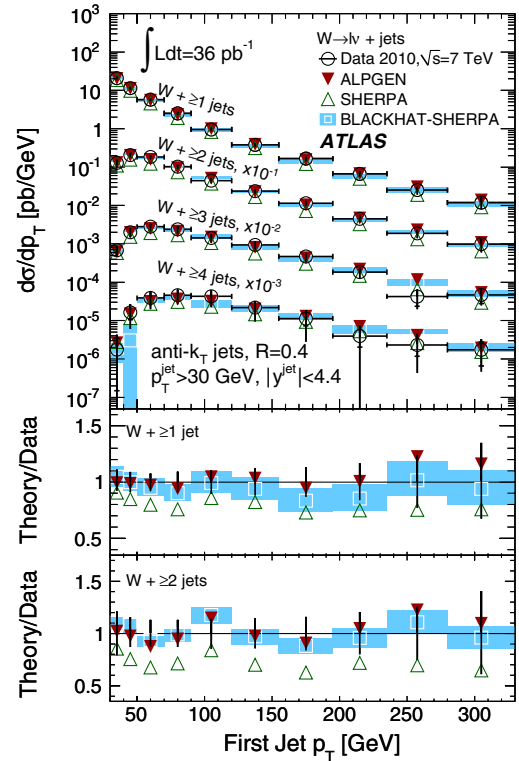 ∫Ldt=36 pb⁻¹
W→lν + jets
Data 2010,√s=7 TeV
ALPGEN
SHERPA
BLACKHAT-SHERPA
ATLAS
W + ≥1 jets
W + ≥2 jets, x10⁻¹
W + ≥3 jets, x10⁻²
W + ≥4 jets, x10⁻³
anti-k_T jets, R=0.4
p_T^jet>30 GeV, |y^jet|<4.4
dσ/dp_T [pb/GeV]
10³
10²
10
1
10⁻¹
10⁻²
10⁻³
10⁻⁴
10⁻⁵
10⁻⁶
10⁻⁷
W + ≥1 jet
Theory/Data
1.5
1
0.5
W + ≥2 jets
Theory/Data
1.5
1
0.5
50 100 150 200 250 300
First Jet p_T [GeV]